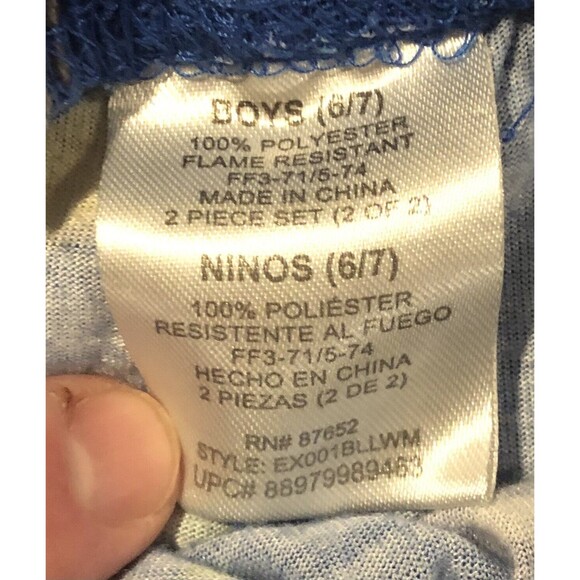 BOYS (6/7)
100% POLYESTER
FLAME RESISTANT
FF3-71/5-74
MADE IN CHINA
2 PIECE SET (2 OF 2)
NINOS (6/7)
100% POLIÉSTER
RESISTENTE AL FUEGO
FF3-71/5-74
HECHO EN CHINA
2 PIEZAS (2 DE 2)
RN# 87652
STYLE: EX001BLLWM
UPC# 88979989463